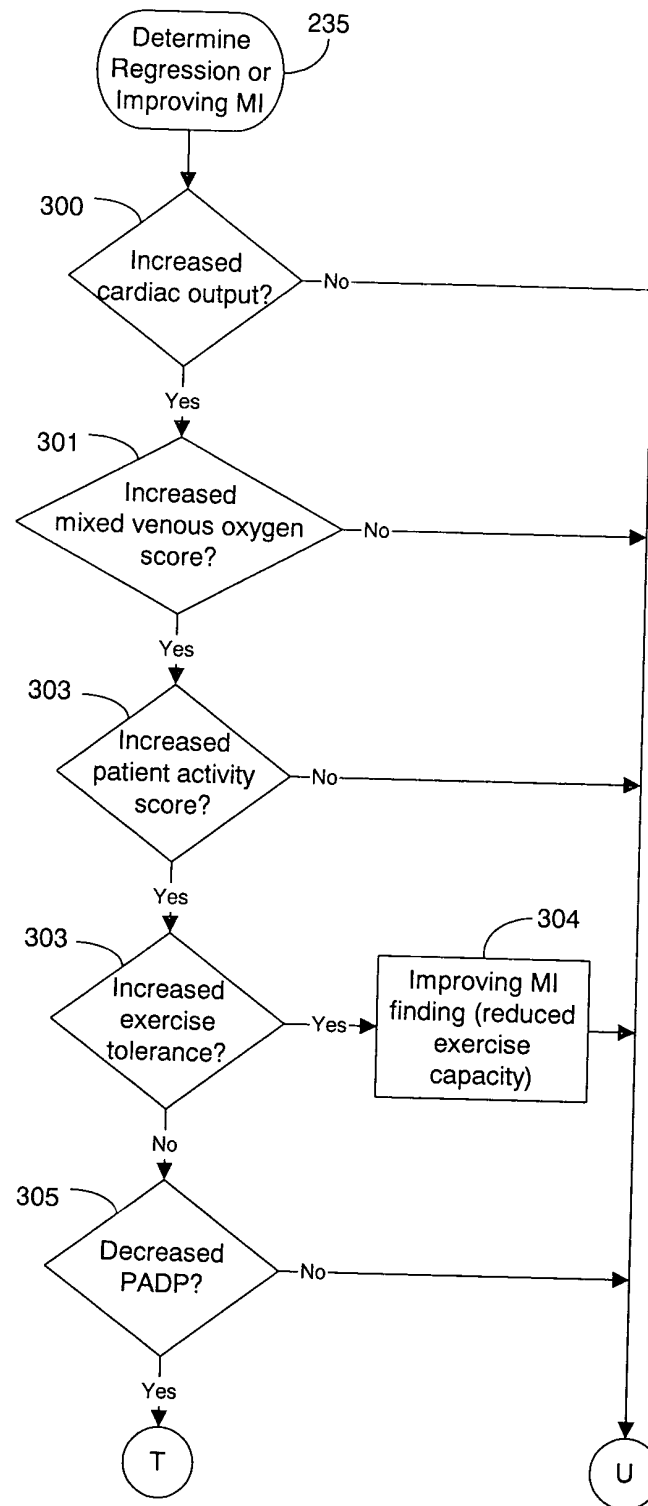 Determine
Regression or
Improving MI
235
300
Increased
cardiac output?
No
Yes
301
Increased
mixed venous oxygen
score?
No
Yes
303
Increased
patient activity
score?
No
Yes
303
Increased
exercise
tolerance?
Yes
304
Improving MI
finding (reduced
exercise
capacity)
No
305
Decreased
PADP?
No
Yes
T
U